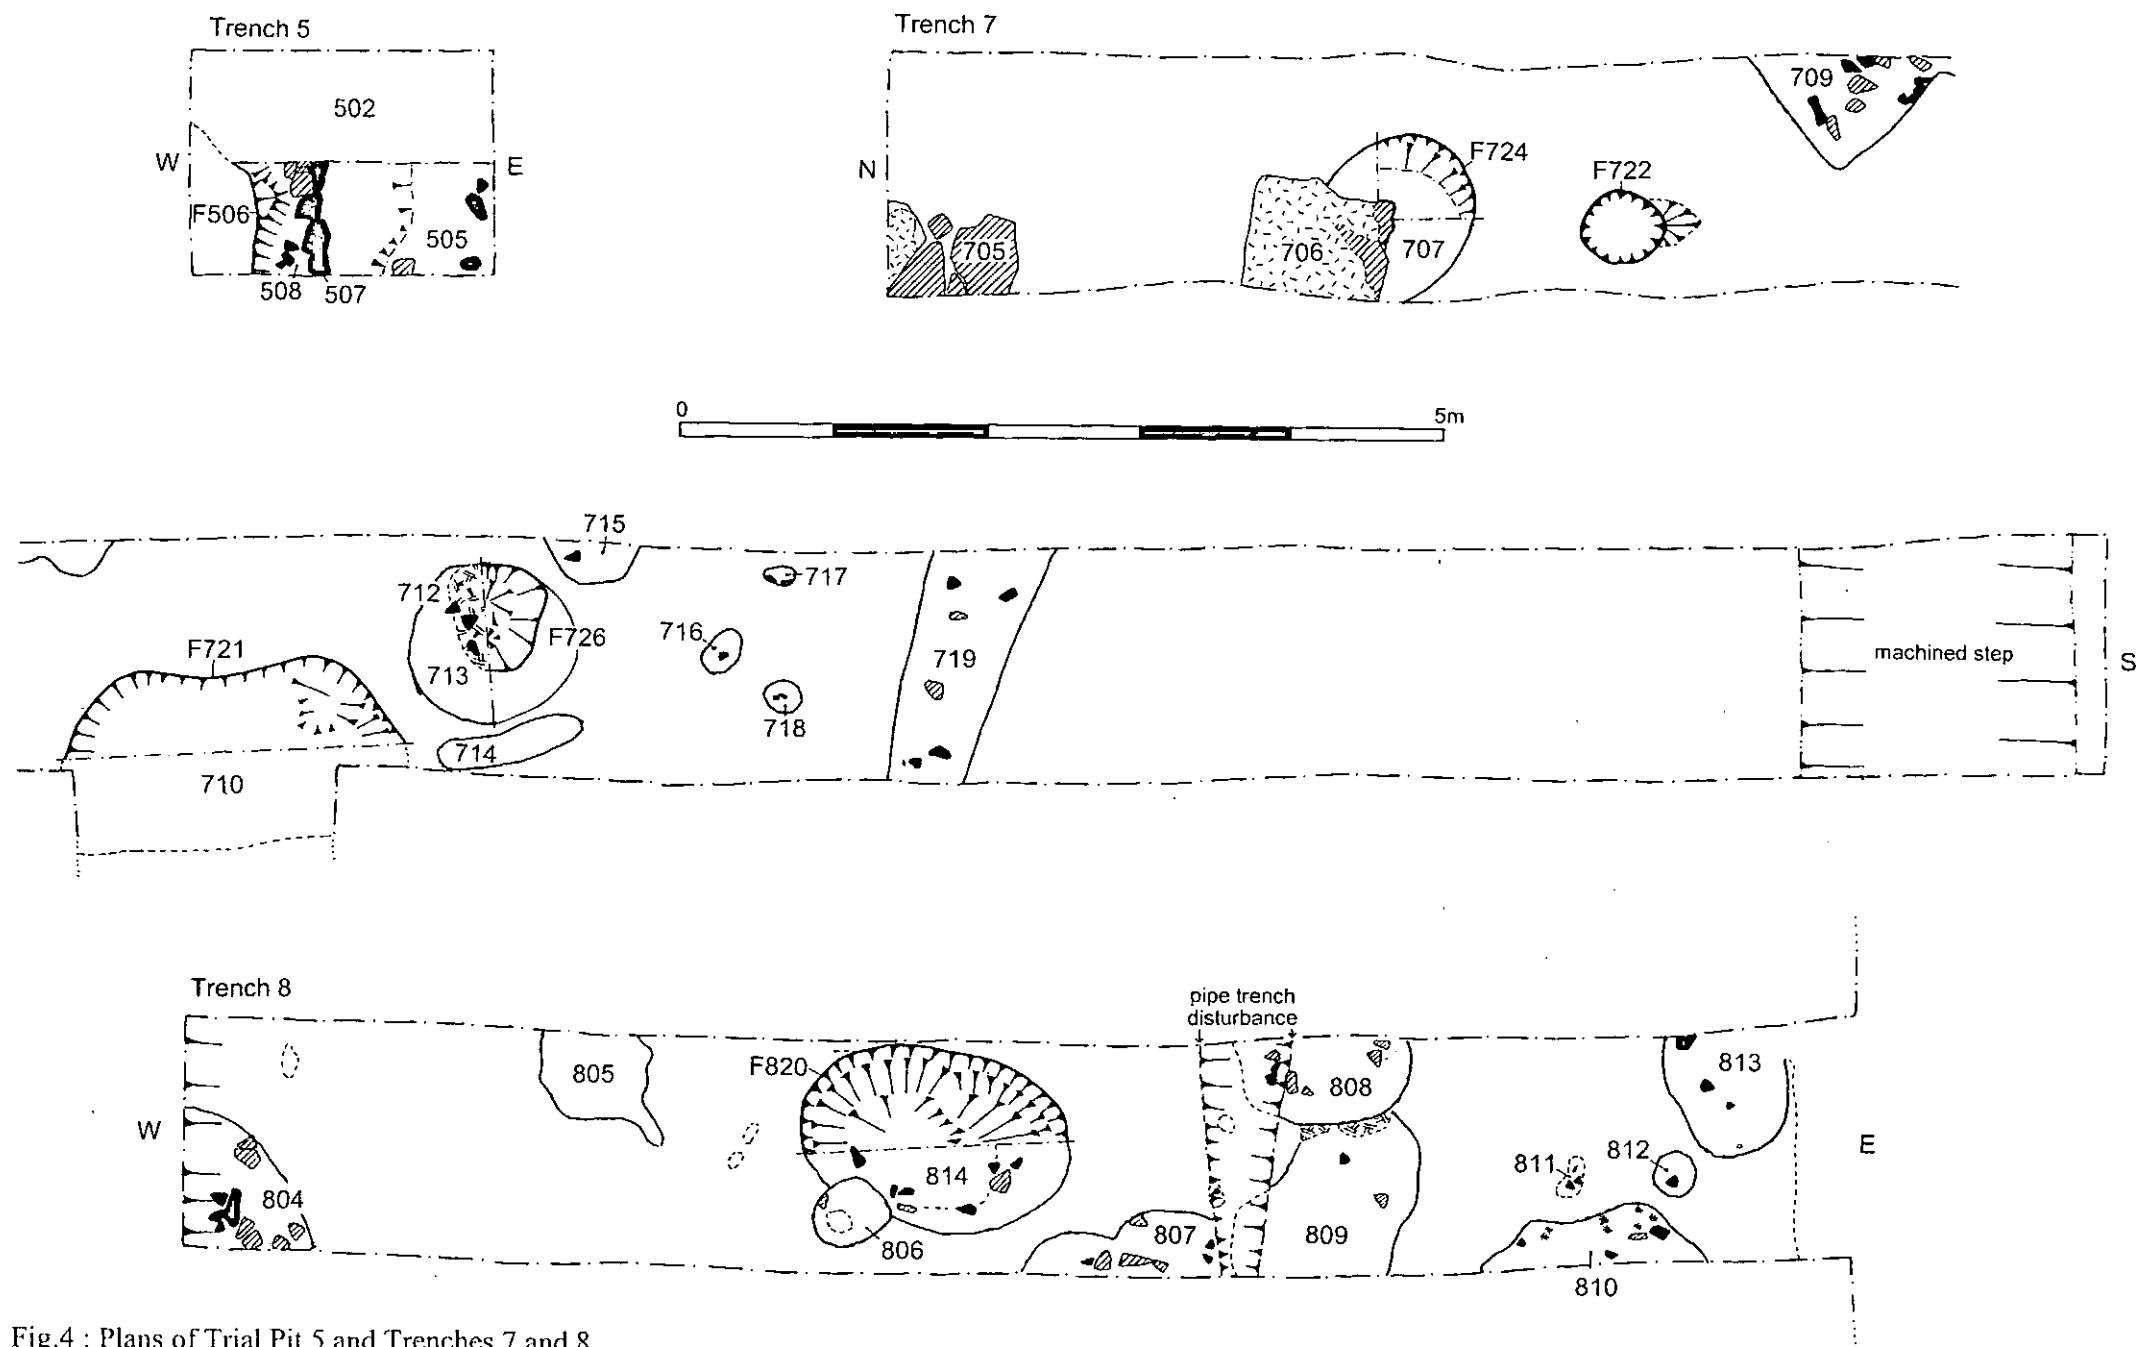 Trench 5
502
W
E
F506
505
508
507
Trench 7
N
705
706
707
F724
F722
709
0
5m
715
712
717
F726
716
F721
713
719
718
714
710
machined step
S
Trench 8
pipe trench
disturbance
W
804
805
F820
814
806
807
808
809
811
812
813
810
E
Fig.4 : Plans of Trial Pit 5 and Trenches 7 and 8